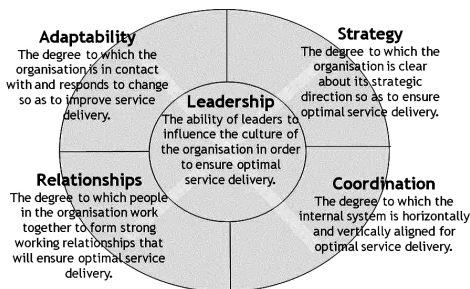 Adaptability
The degree to which the
organisation is in contact
with and responds to change
so as to improve service
delivery.
Strategy
The degree to which the
organisation is clear
about its strategic
direction so as to ensure
optimal service delivery.
Leadership
The ability of leaders to
influence the culture of
the organisation in order
to ensure optimal
service delivery.
Relationships
The degree to which people
in the organisation work
together to form strong
working relationships that
will ensure optimal service
delivery.
Coordination
The degree to which the
internal system is horizontally
and vertically aligned for
optimal service delivery.